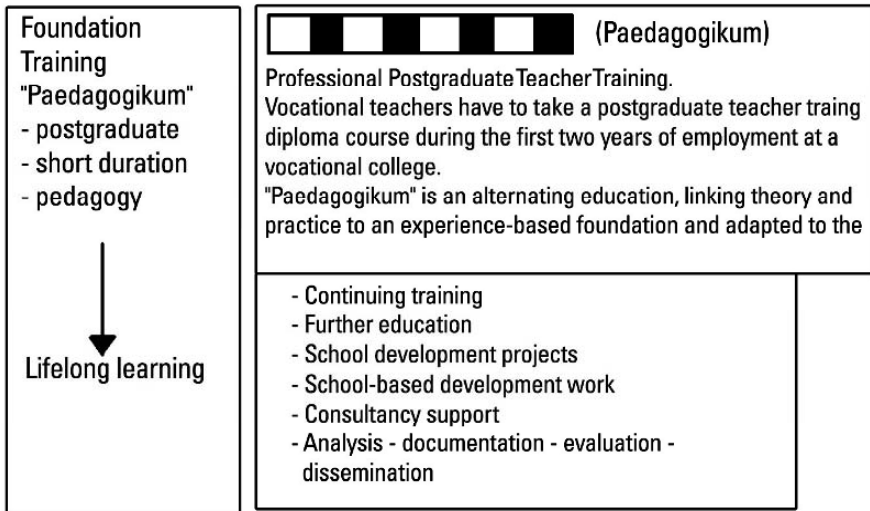 Foundation
Training
"Paedagogikum"
- postgraduate
- short duration
- pedagogy
Lifelong learning
(Paedagogikum)
Professional Postgraduate Teacher Training.
Vocational teachers have to take a postgraduate teacher traing
diploma course during the first two years of employment at a
vocational college.
"Paedagogikum" is an alternating education, linking theory and
practice to an experience-based foundation and adapted to the
- Continuing training
- Further education
- School development projects
- School-based development work
- Consultancy support
- Analysis - documentation - evaluation -
dissemination